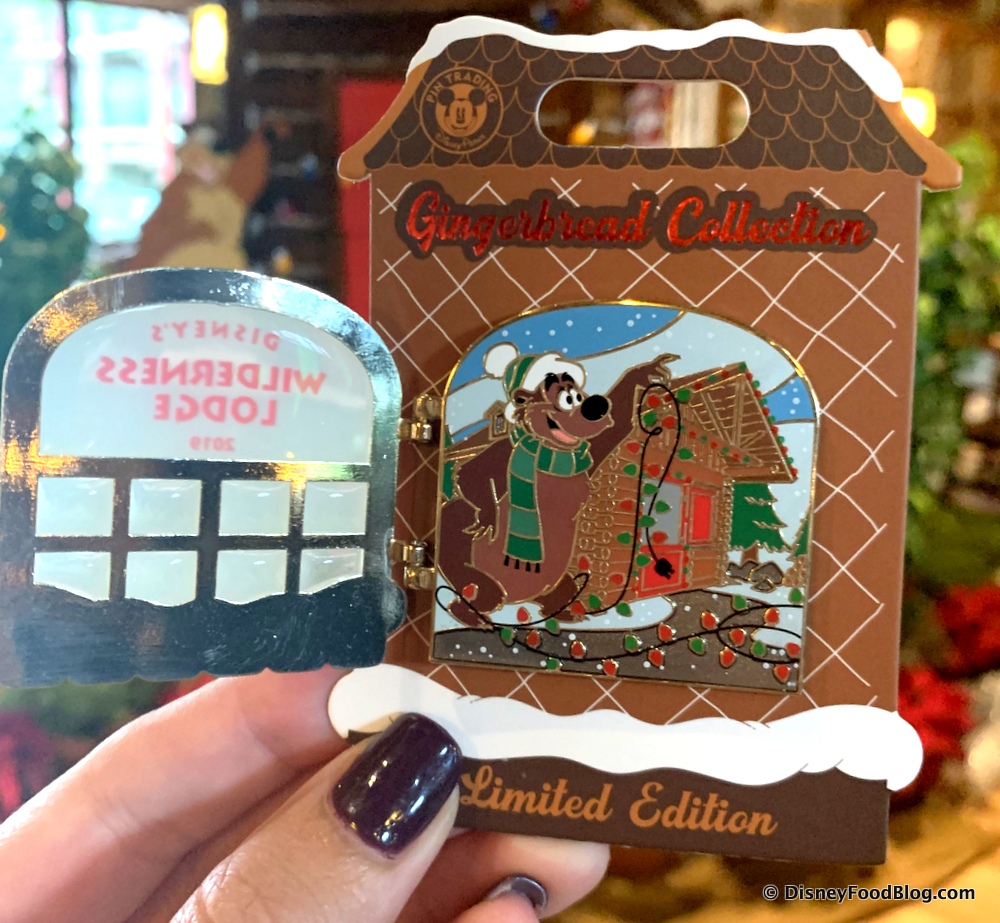 PIN TRADING
Disney Parks
Gingerbread Collection
DISNEY'S
WILDERNESS
LODGE
2019
Limited Edition
© DisneyFoodBlog.com